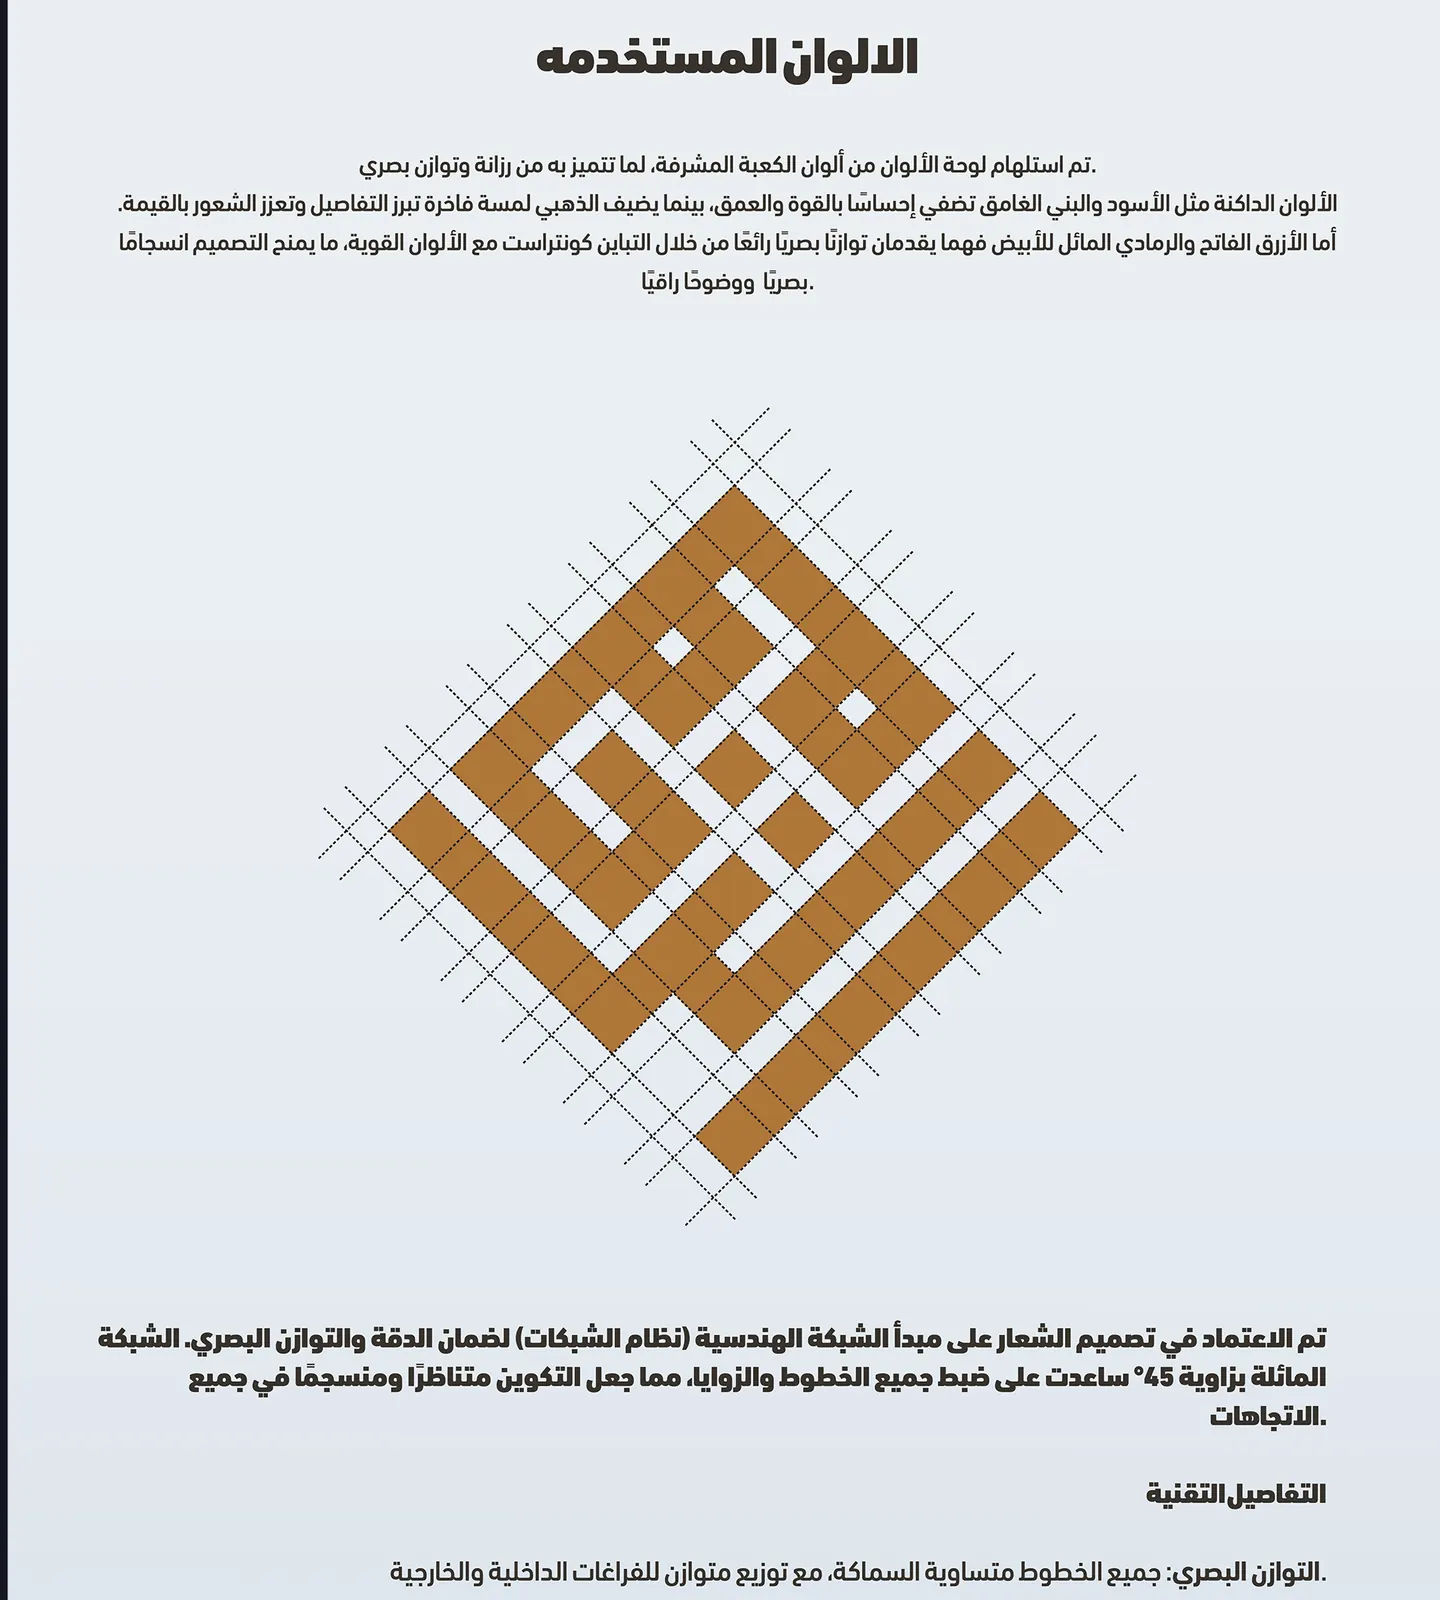 الالوان المستخدمه
تم استلهام لوحة الألوان من ألوان الكعبة المشرفة، لما تتميز به من رزانة وتوازن بصري.
الألوان الداكنة مثل الأسود والبني الغامق تضفي إحساسًا بالقوة والعمق، بينما يضيف الذهبي لمسة فاخرة تبرز التفاصيل وتعزز الشعور بالقيمة.
أما الأزرق الفاتح والرمادي المائل للأبيض فهما يقدمان توازنًا بصريًا رائعًا من خلال التباين كونتراست مع الألوان القوية، ما يمنح التصميم انسجامًا
بصريًا ووضوحًا راقيًا.
تم الاعتماد في تصميم الشعار على مبدأ الشبكة الهندسية (نظام الشبكات) لضمان الدقة والتوازن البصري. الشبكة
المائلة بزاوية 45° ساعدت على ضبط جميع الخطوط والزوايا، مما جعل التكوين متناظرًا ومنسجمًا في جميع
الاتجاهات.
التفاصيل التقنية
التوازن البصري: جميع الخطوط متساوية السماكة، مع توزيع متوازن للفراغات الداخلية والخارجية.